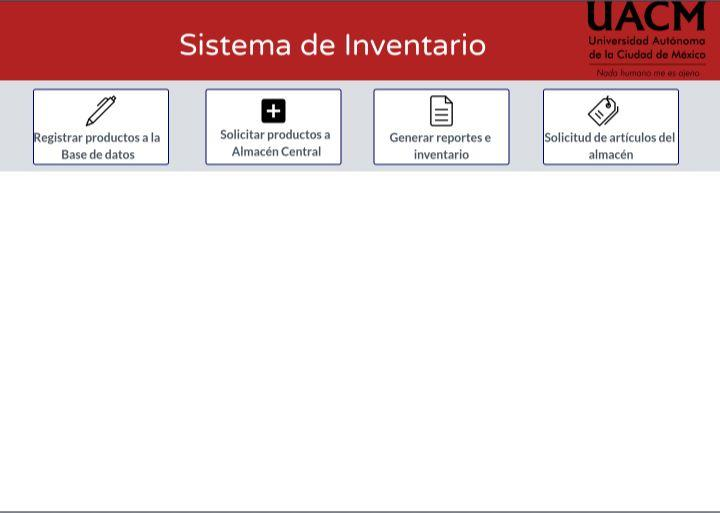 UACM
Universidad Autónoma
de la Ciudad de México
Nada humano me es ajeno
Sistema de Inventario
Registrar productos a la
Base de datos
Solicitar productos a
Almacén Central
Generar reportes e
inventario
Solicitud de artículos del
almacén